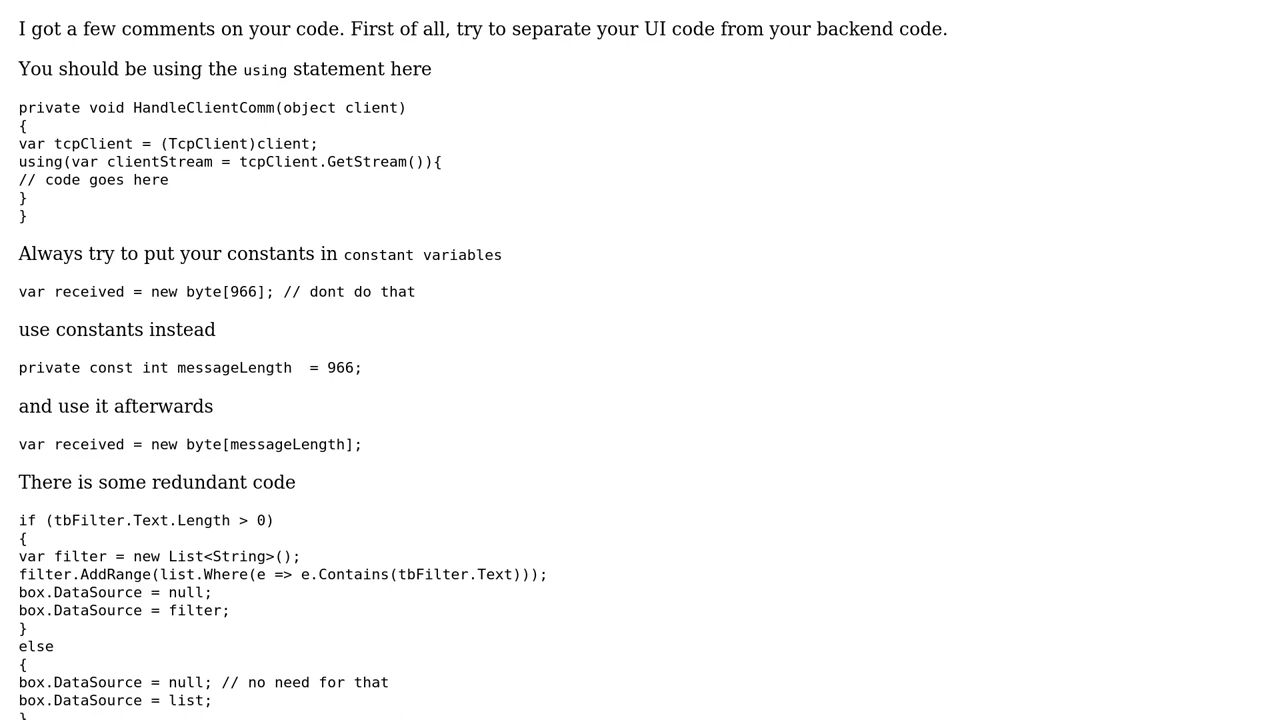 I got a few comments on your code. First of all, try to separate your UI code from your backend code.
You should be using the using statement here
private void HandleClientComm(object client)
{
var tcpClient = (TcpClient)client;
using(var clientStream = tcpClient.GetStream()){
// code goes here
}
}
Always try to put your constants in constant variables
var received = new byte[966]; // dont do that
use constants instead
private const int messageLength  = 966;
and use it afterwards
var received = new byte[messageLength];
There is some redundant code
if (tbFilter.Text.Length > 0)
{
var filter = new List<String>();
filter.AddRange(list.Where(e => e.Contains(tbFilter.Text)));
box.DataSource = null;
box.DataSource = filter;
}
else
{
box.DataSource = null; // no need for that
box.DataSource = list;
}